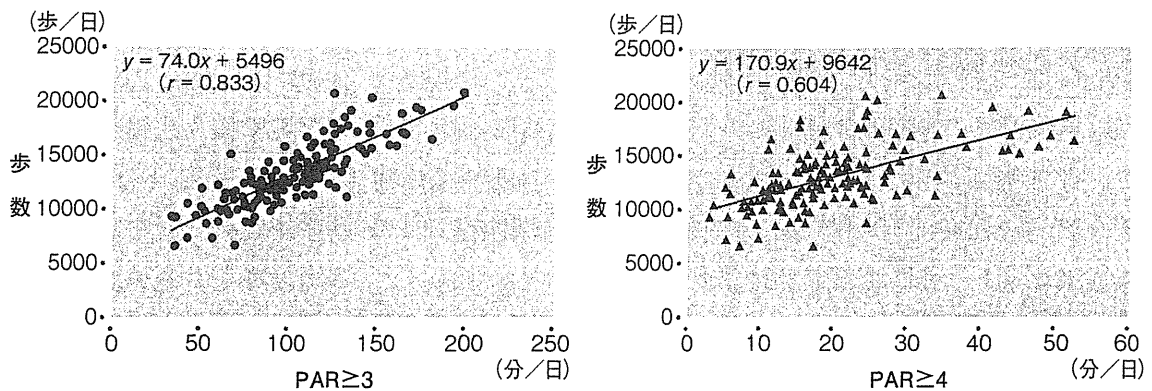 (歩／日)
25000
y = 74.0x + 5496
(r = 0.833)
20000
歩 15000
数 10000
5000
0
0 50 100 150 200 250
PAR≧3 (分／日)
(歩／日)
25000
y = 170.9x + 9642
(r = 0.604)
20000
歩 15000
数 10000
5000
0
0 10 20 30 40 50 60
PAR≧4 (分／日)